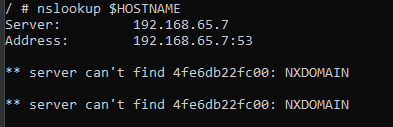 / # nslookup $HOSTNAME
Server:         192.168.65.7
Address:        192.168.65.7:53

** server can't find 4fe6db22fc00: NXDOMAIN

** server can't find 4fe6db22fc00: NXDOMAIN